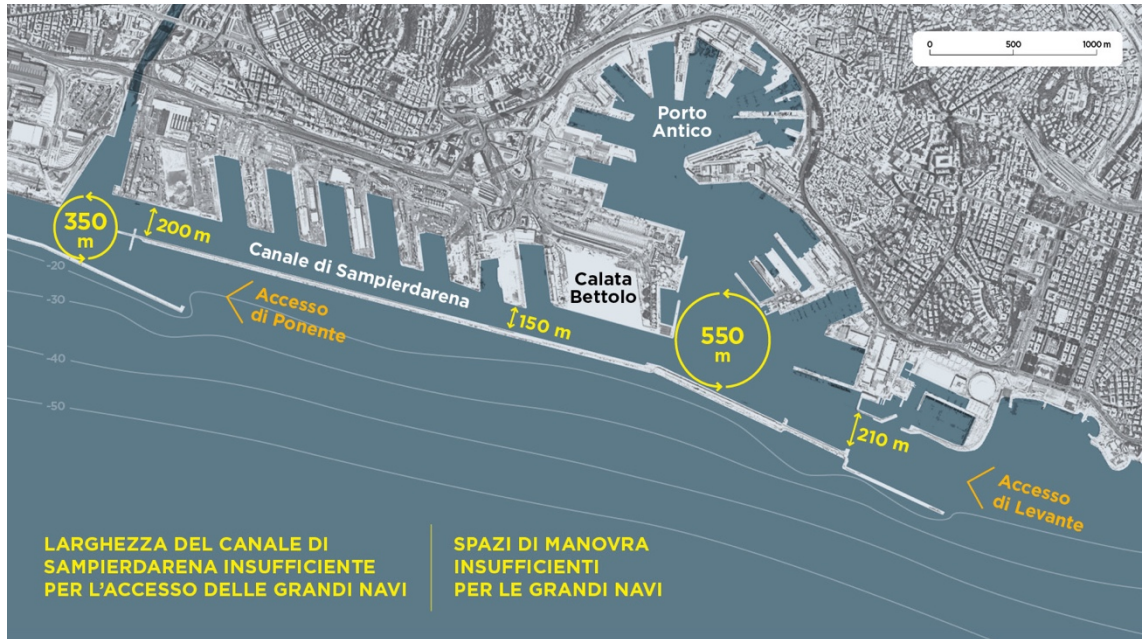 0 500 1000 m
Porto
Antico
350
m
200 m
Canale di Sampierdarena
Calata
Bettolo
-20
-30
-40
-50
Accesso
di Ponente
150 m
550
m
210 m
Accesso
di Levante
LARGHEZZA DEL CANALE DI
SAMPIERDARENA INSUFFICIENTE
PER L’ACCESSO DELLE GRANDI NAVI
SPAZI DI MANOVRA
INSUFFICIENTI
PER LE GRANDI NAVI